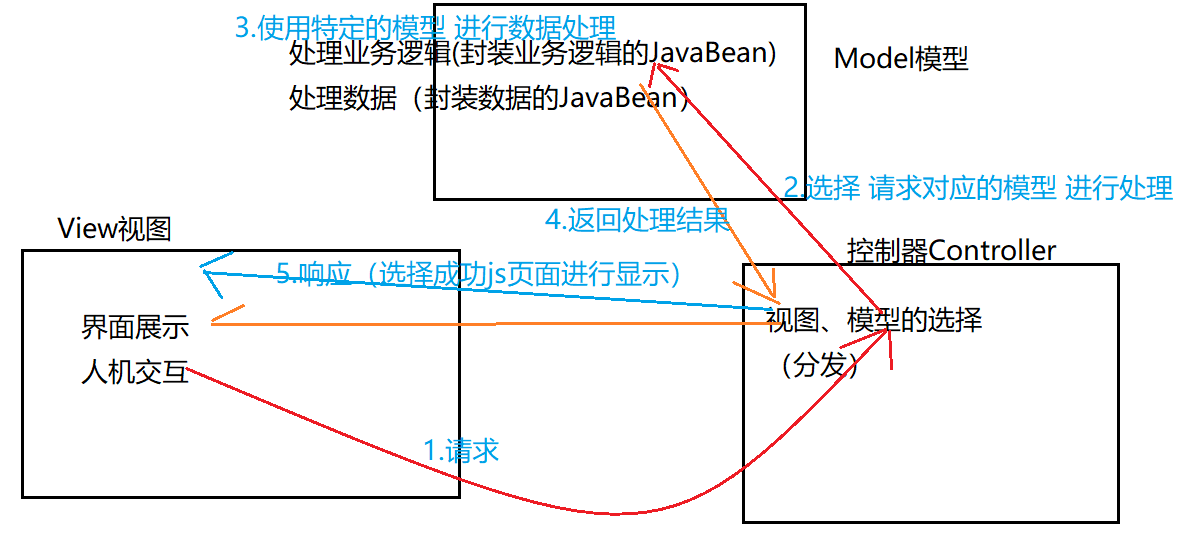 3.使用特定的模型 进行数据处理
处理业务逻辑(封装业务逻辑的JavaBean)
Model模型
处理数据（封装数据的JavaBean）
2.选择 请求对应的模型 进行处理
View视图
4.返回处理结果
控制器Controller
5.响应（选择成功js页面进行显示）
界面展示
视图、模型的选择
人机交互
（分发）
1.请求